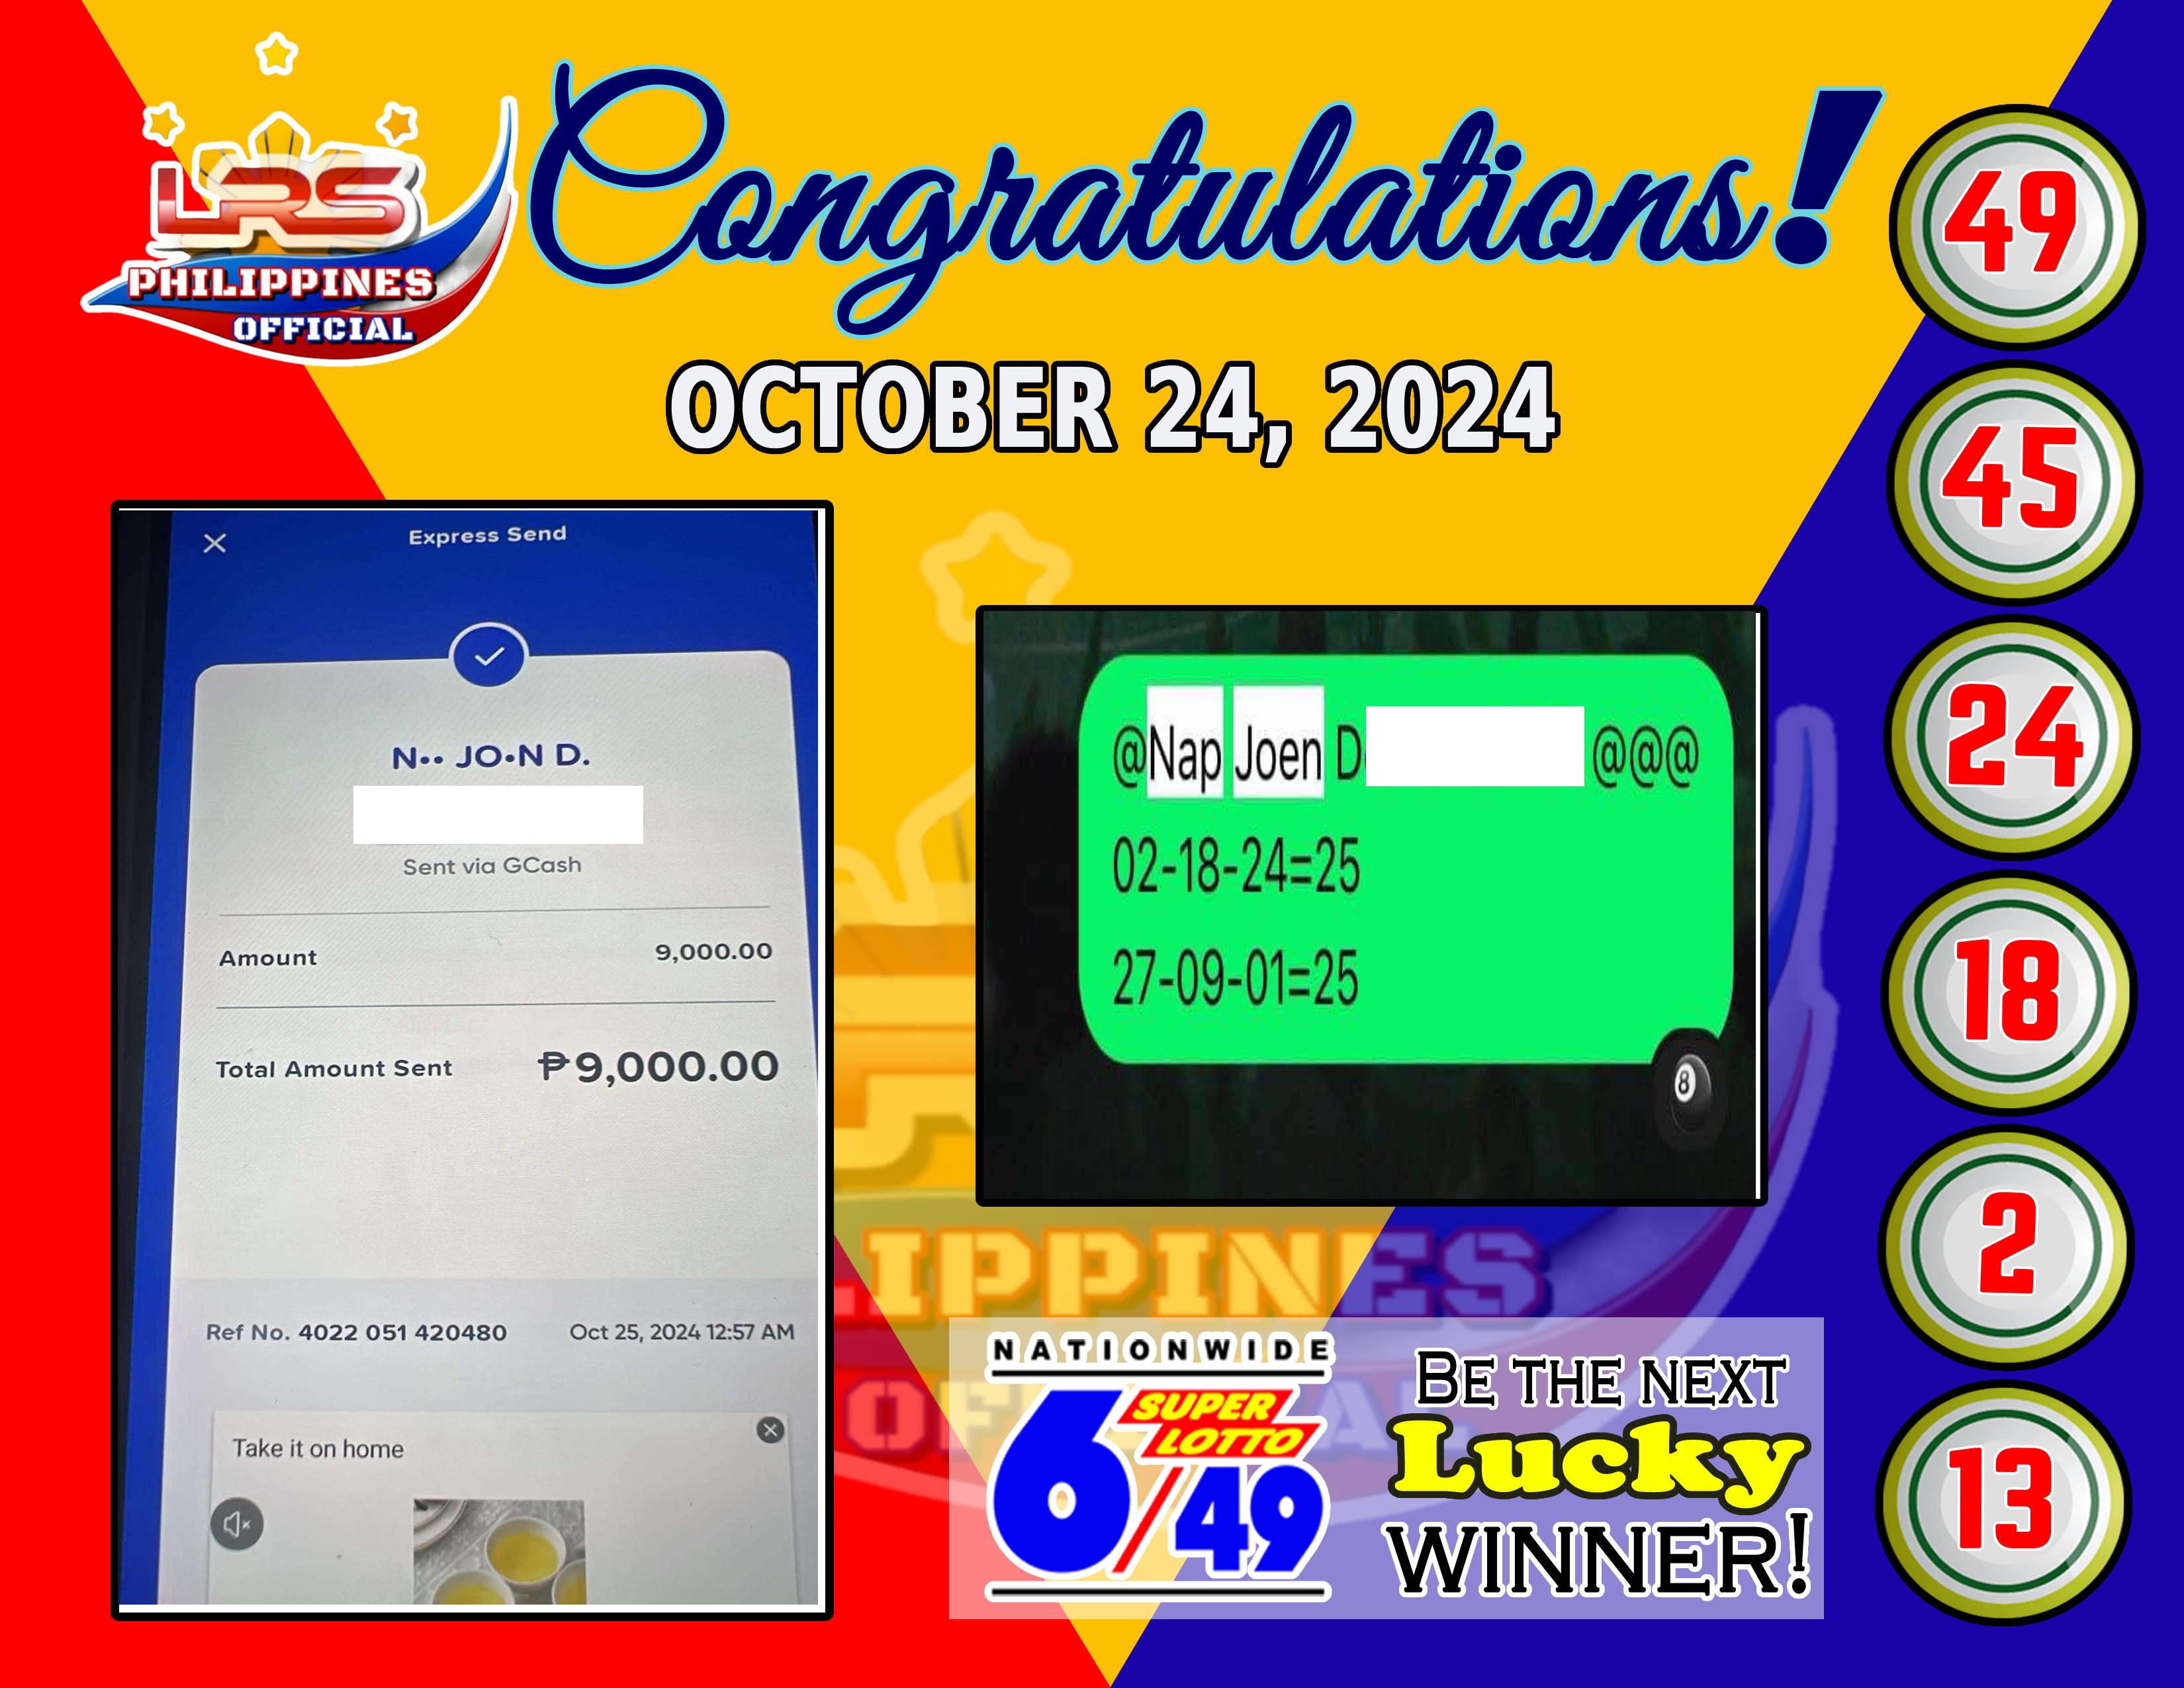 LRS
PHILIPPINES
OFFICIAL
Congratulations!
OCTOBER 24, 2024
Express Send
N•• JO•N D.
Sent via GCash
Amount 9,000.00
Total Amount Sent ₱9,000.00
Ref No. 4022 051 420480 Oct 25, 2024 12:57 AM
Take it on home
@Nap Joen D @@@
02-18-24=25
27-09-01=25
8
LIPPINES
OFFICIAL
NATIONWIDE
SUPER
LOTTO
6/49
BE THE NEXT
Lucky
WINNER!
49
45
24
18
2
13